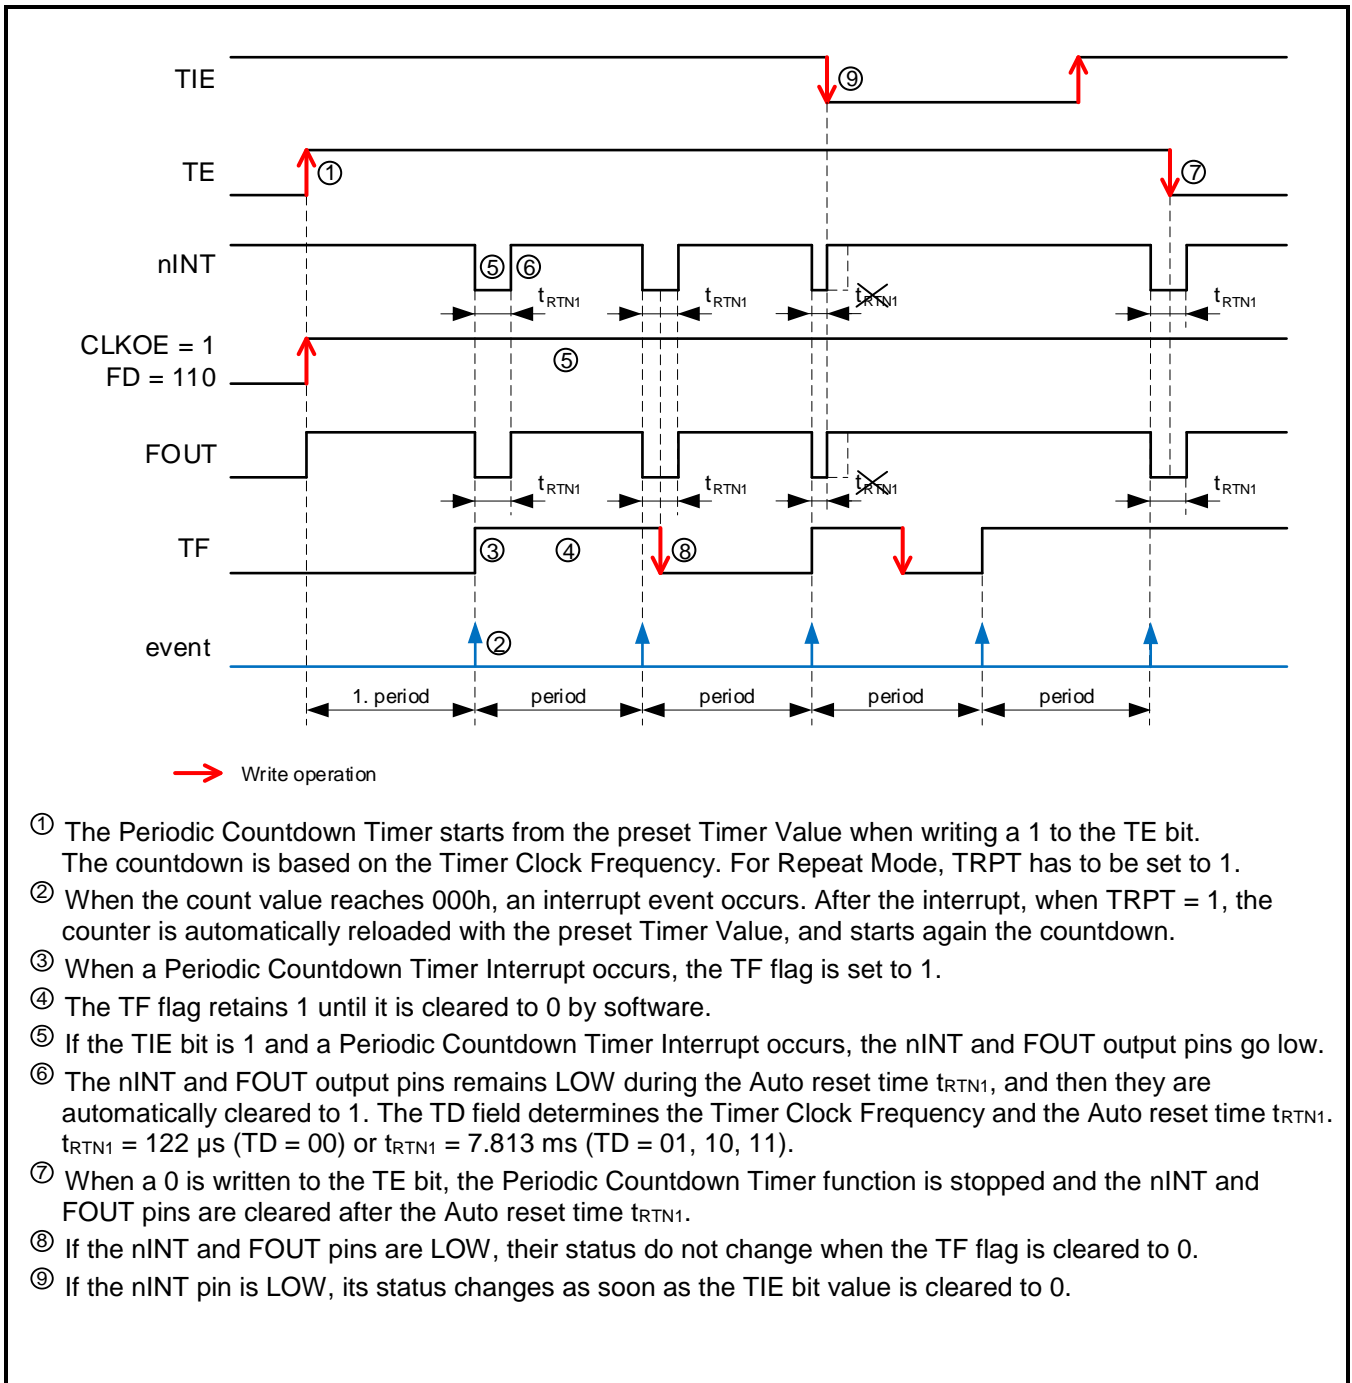 TIE
⑨
TE
①
⑦
nINT
⑤ ⑥
tRTN1 tRTN1 tRTN1 tRTN1
CLKOE = 1
FD = 110
⑤
FOUT
tRTN1 tRTN1 tRTN1 tRTN1
TF
③ ④ ⑧
event
②
1. period period period period period
Write operation
① The Periodic Countdown Timer starts from the preset Timer Value when writing a 1 to the TE bit.
The countdown is based on the Timer Clock Frequency. For Repeat Mode, TRPT has to be set to 1.
② When the count value reaches 000h, an interrupt event occurs. After the interrupt, when TRPT = 1, the
counter is automatically reloaded with the preset Timer Value, and starts again the countdown.
③ When a Periodic Countdown Timer Interrupt occurs, the TF flag is set to 1.
④ The TF flag retains 1 until it is cleared to 0 by software.
⑤ If the TIE bit is 1 and a Periodic Countdown Timer Interrupt occurs, the nINT and FOUT output pins go low.
⑥ The nINT and FOUT output pins remains LOW during the Auto reset time tRTN1, and then they are
automatically cleared to 1. The TD field determines the Timer Clock Frequency and the Auto reset time tRTN1.
tRTN1 = 122 µs (TD = 00) or tRTN1 = 7.813 ms (TD = 01, 10, 11).
⑦ When a 0 is written to the TE bit, the Periodic Countdown Timer function is stopped and the nINT and
FOUT pins are cleared after the Auto reset time tRTN1.
⑧ If the nINT and FOUT pins are LOW, their status do not change when the TF flag is cleared to 0.
⑨ If the nINT pin is LOW, its status changes as soon as the TIE bit value is cleared to 0.